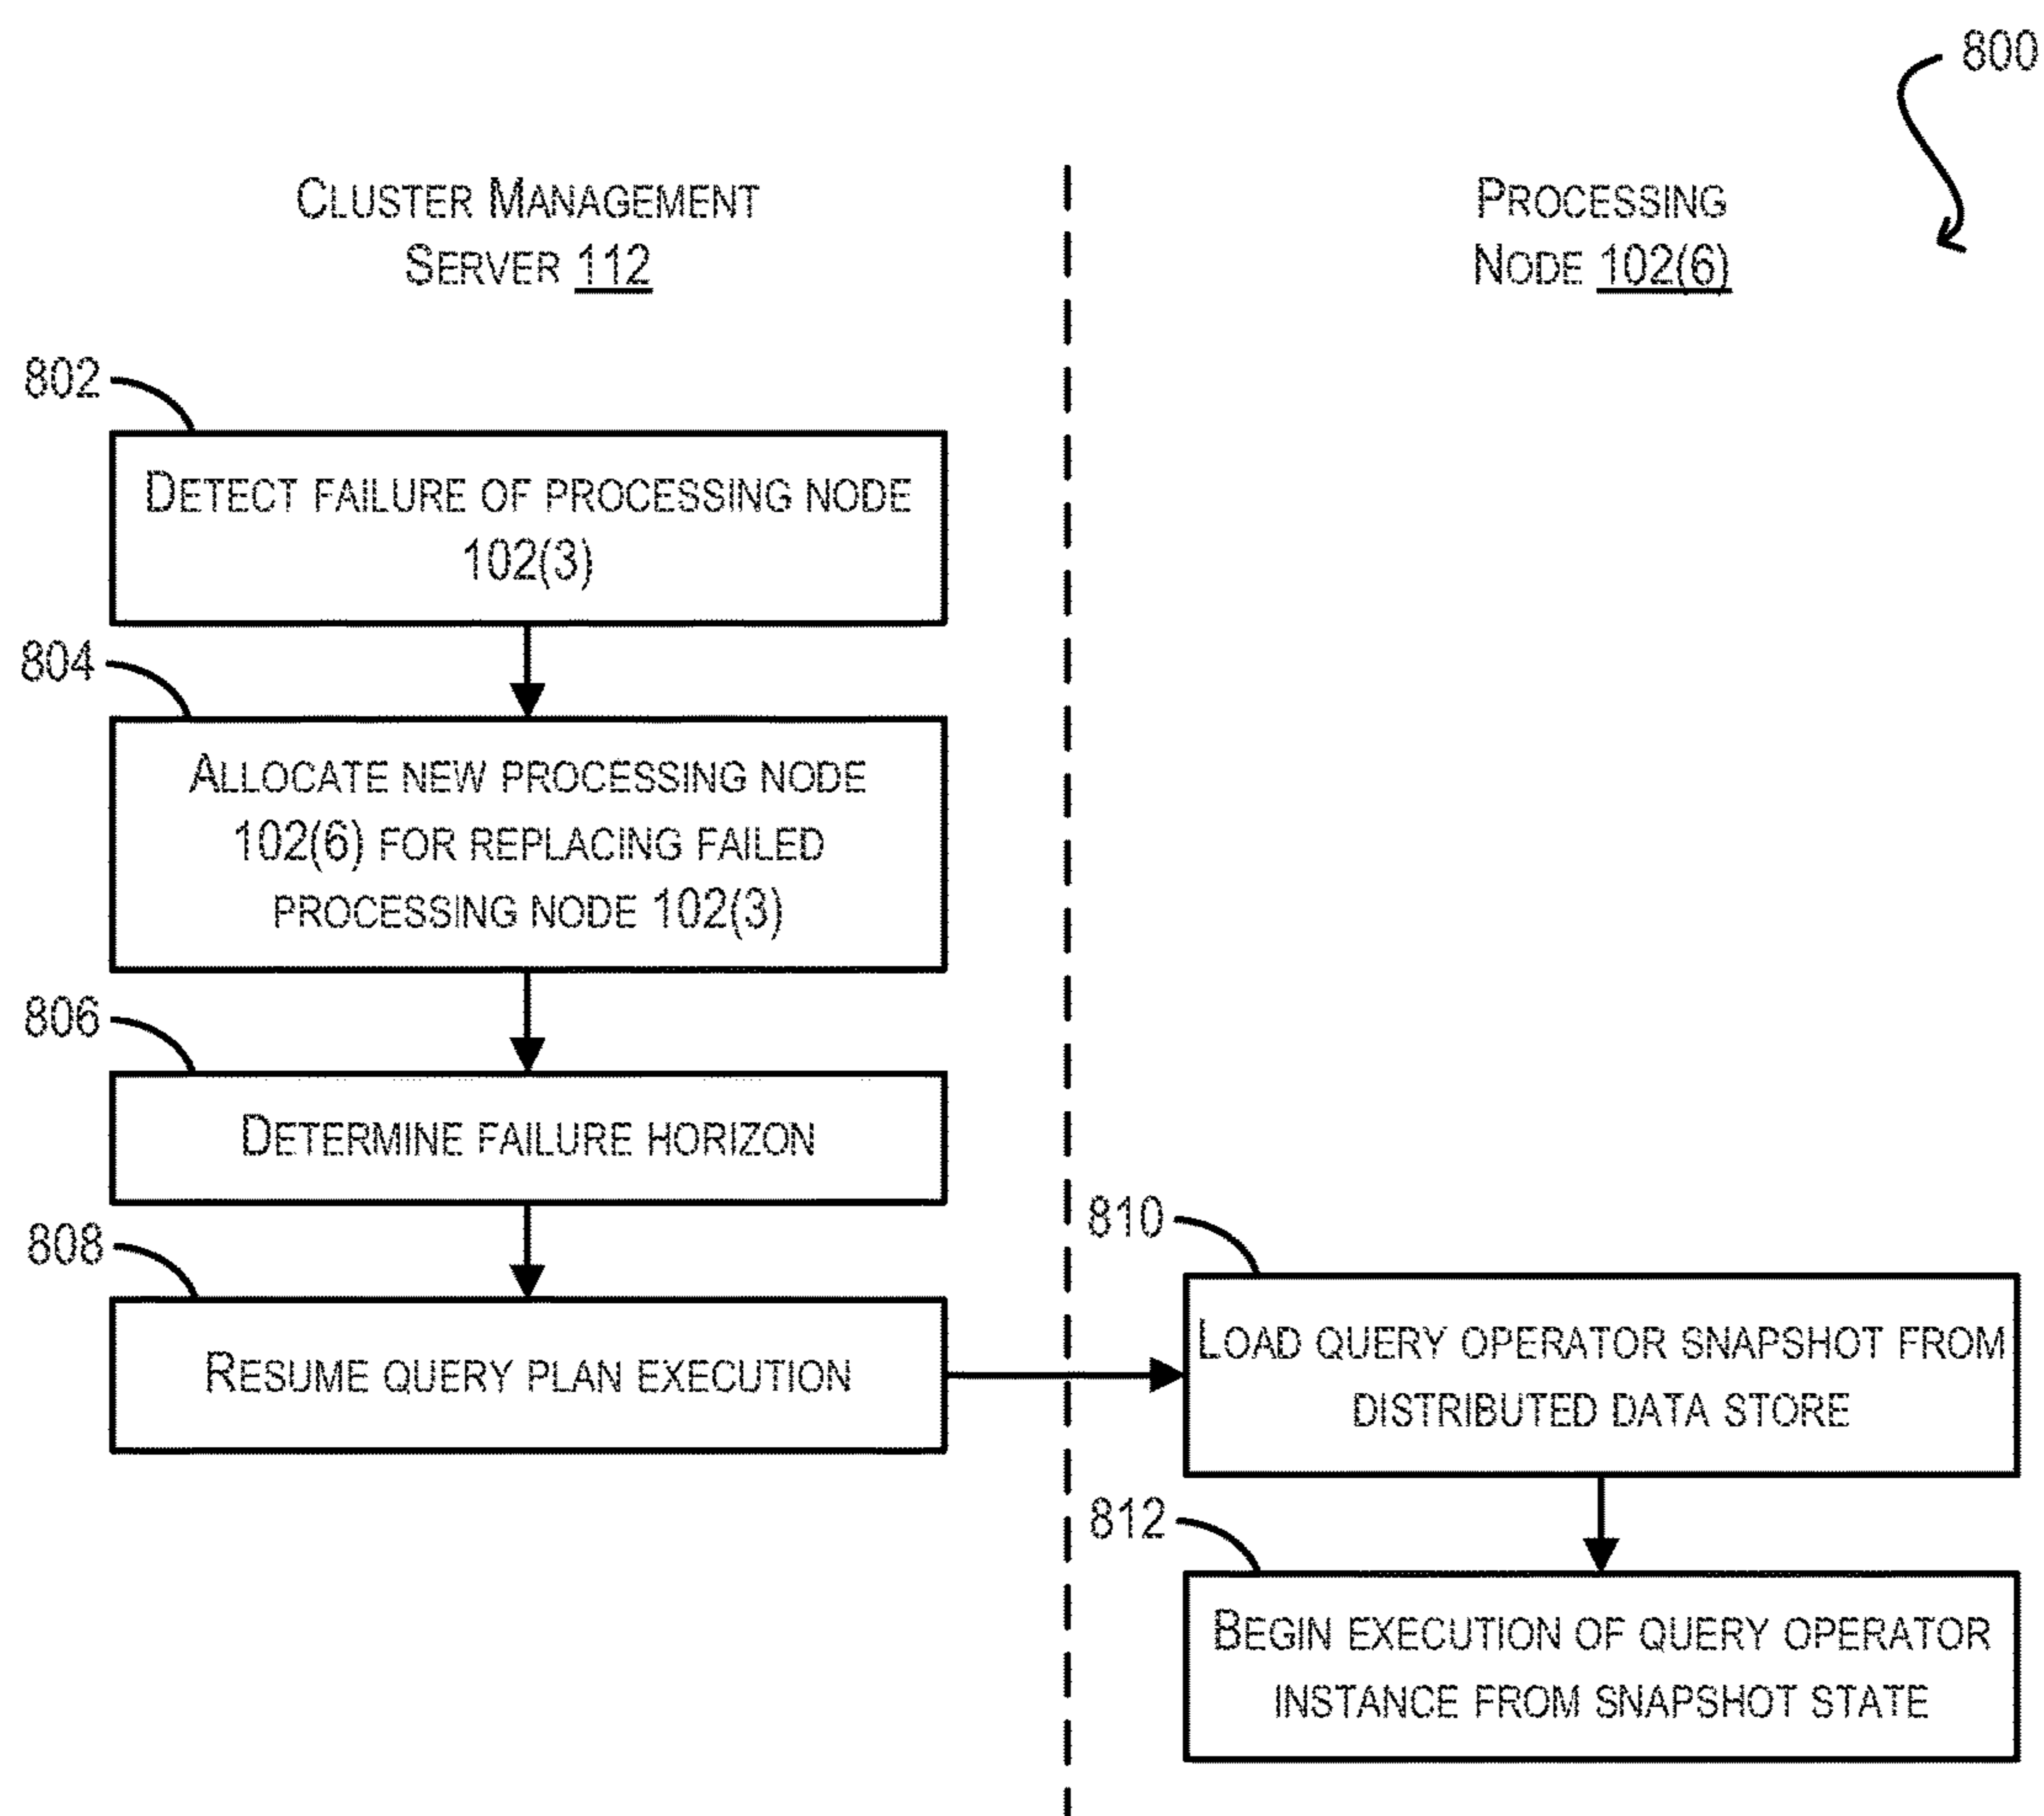 800
CLUSTER MANAGEMENT
SERVER 112
PROCESSING
NODE 102(6)
802
DETECT FAILURE OF PROCESSING NODE
102(3)
804
ALLOCATE NEW PROCESSING NODE
102(6) FOR REPLACING FAILED
PROCESSING NODE 102(3)
806
DETERMINE FAILURE HORIZON
808
RESUME QUERY PLAN EXECUTION
810
LOAD QUERY OPERATOR SNAPSHOT FROM
DISTRIBUTED DATA STORE
812
BEGIN EXECUTION OF QUERY OPERATOR
INSTANCE FROM SNAPSHOT STATE